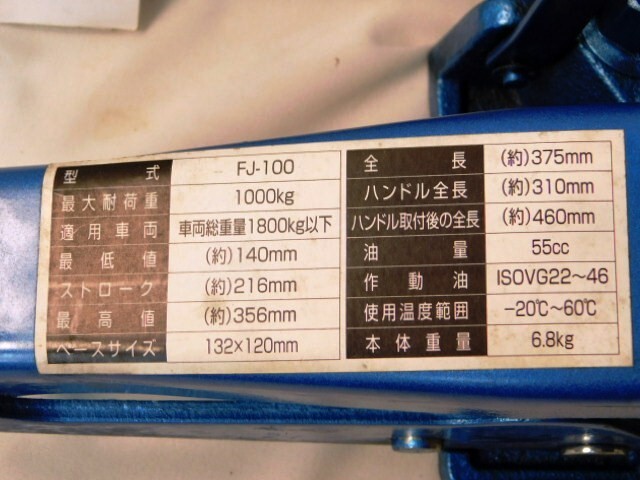 型式 FJ-100
最大耐荷重 1000kg
適用車両 車両総重量1800kg以下
最低値 (約)140mm
ストローク (約)216mm
最高値 (約)356mm
ベースサイズ 132×120mm
全長 (約)375mm
ハンドル全長 (約)310mm
ハンドル取付後の全長 (約)460mm
油量 55cc
作動油 ISOVG22〜46
使用温度範囲 -20℃〜60℃
本体重量 6.8kg